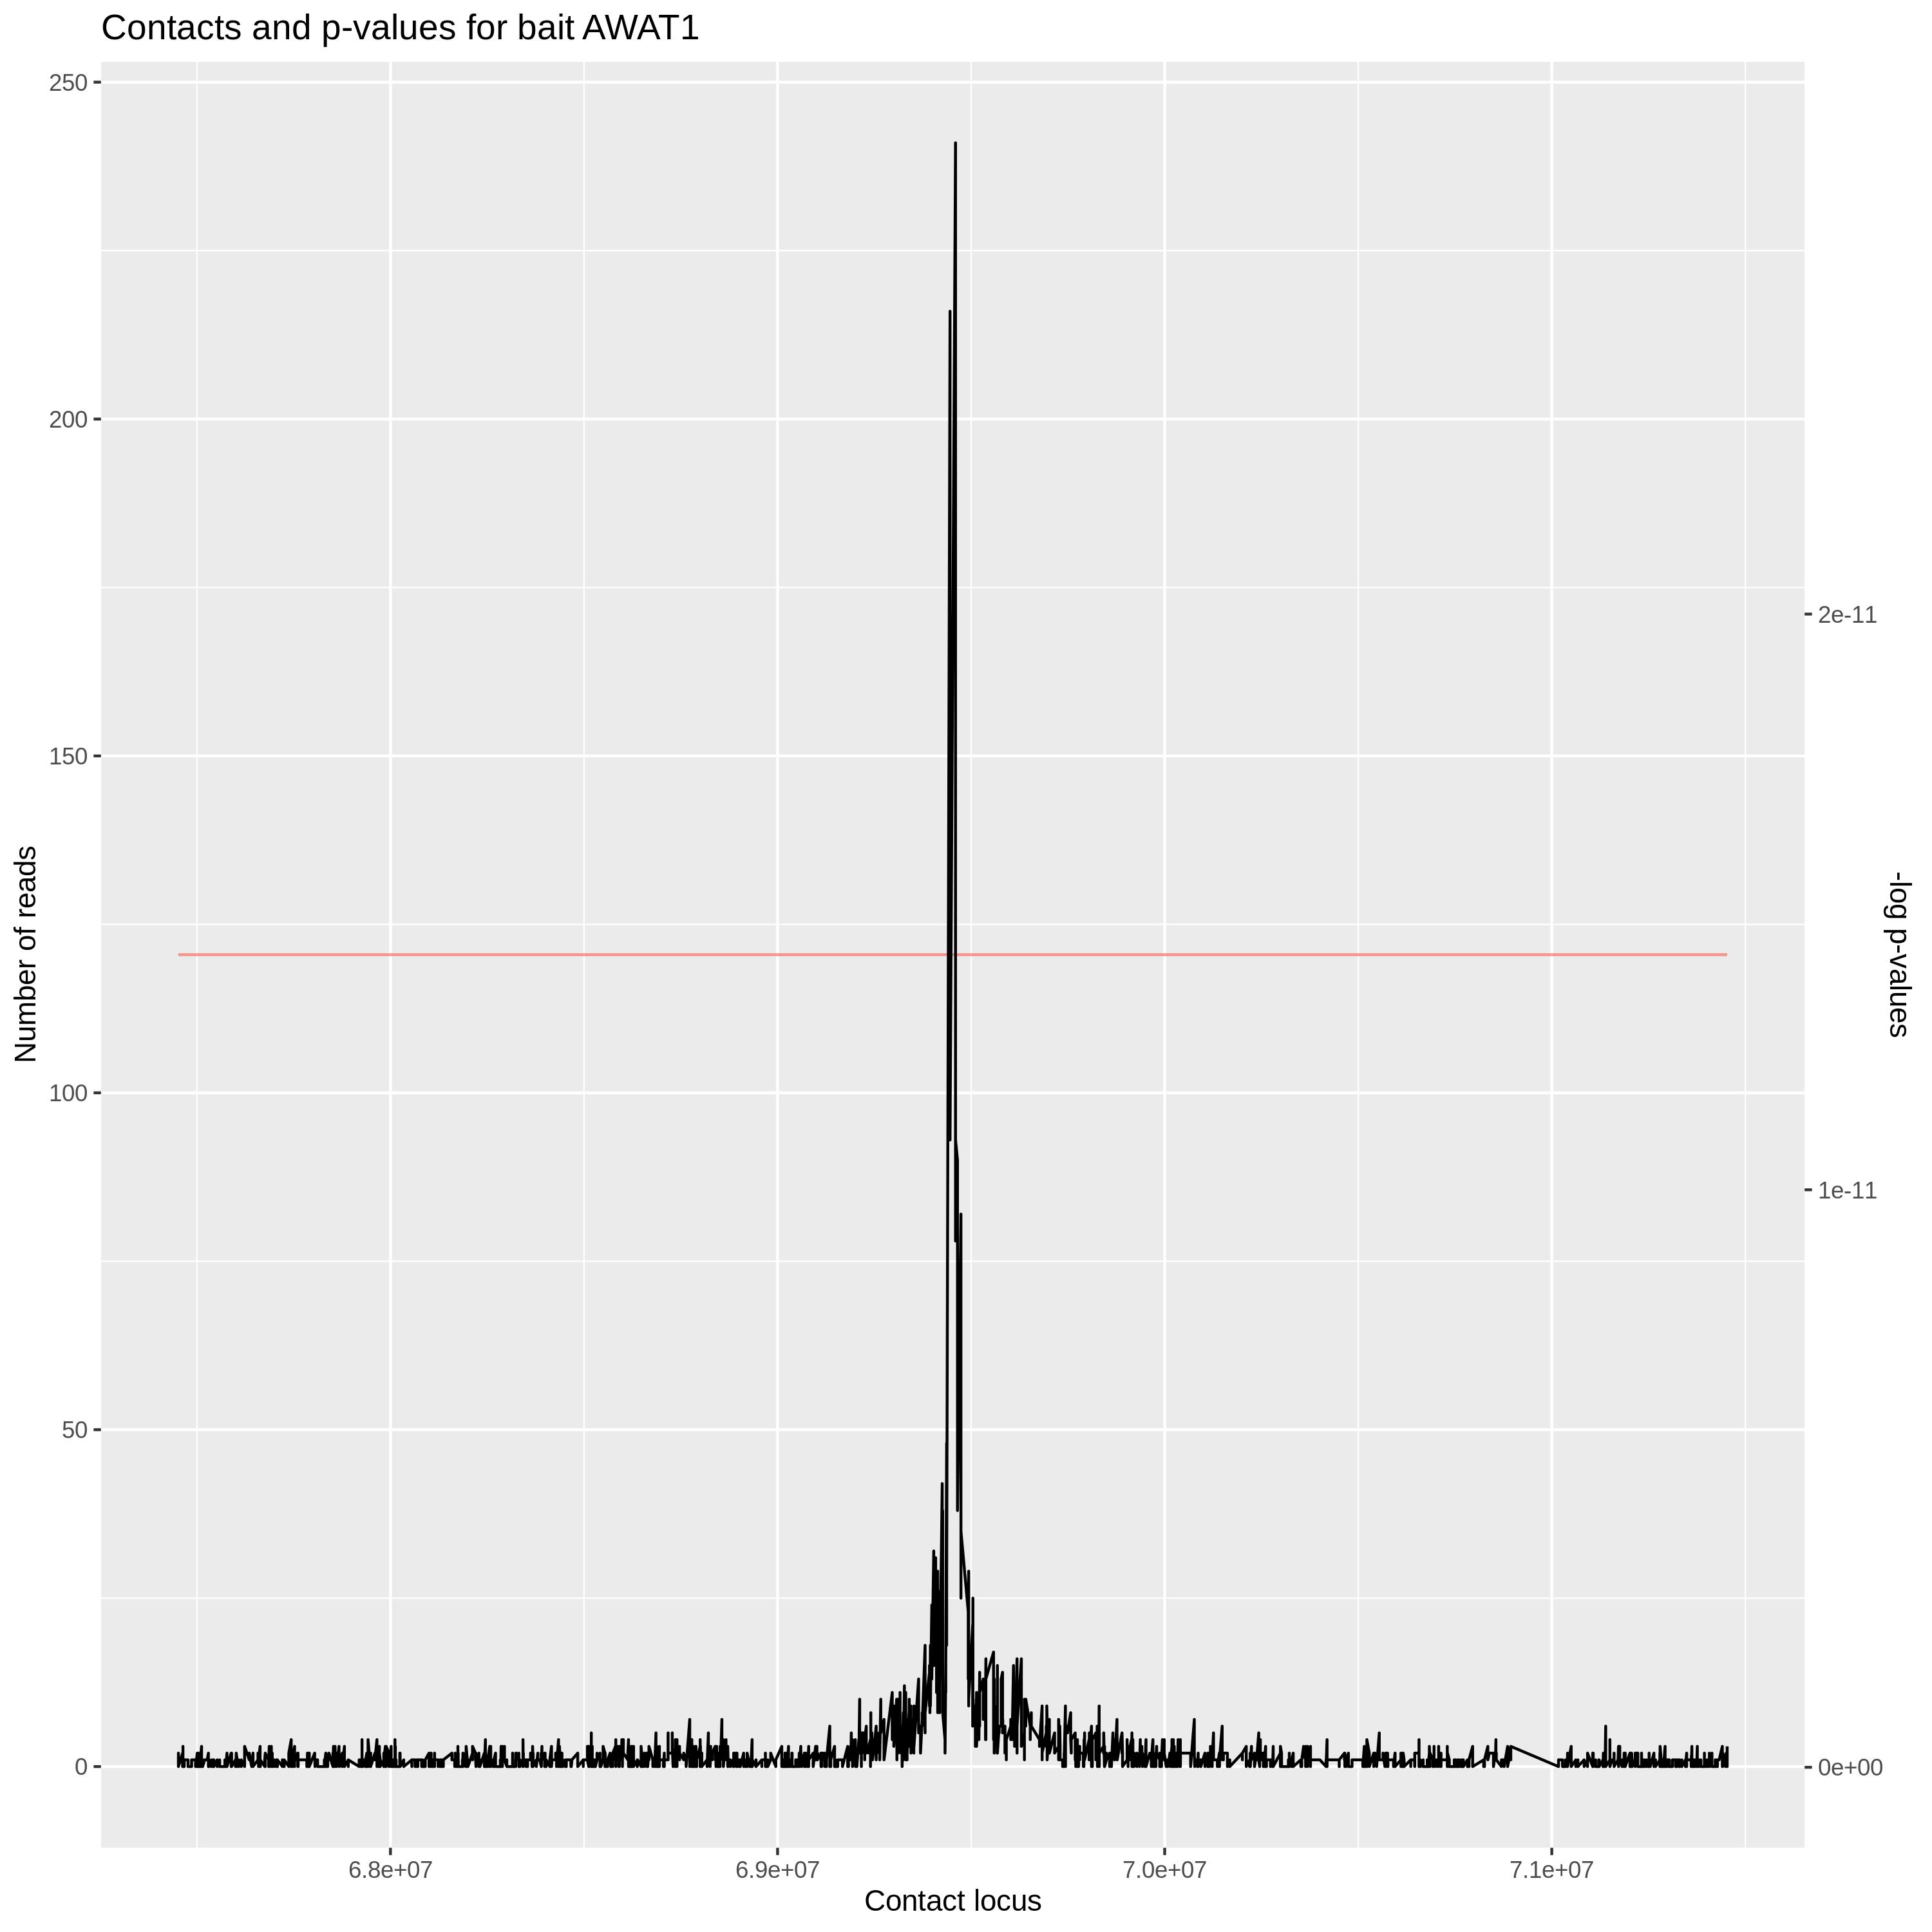 Contacts and p-values for bait AWAT1
250
200
150
100
50
0
Number of reads
2e-11
1e-11
0e+00
-log p-values
6.8e+07
6.9e+07
7.0e+07
7.1e+07
Contact locus